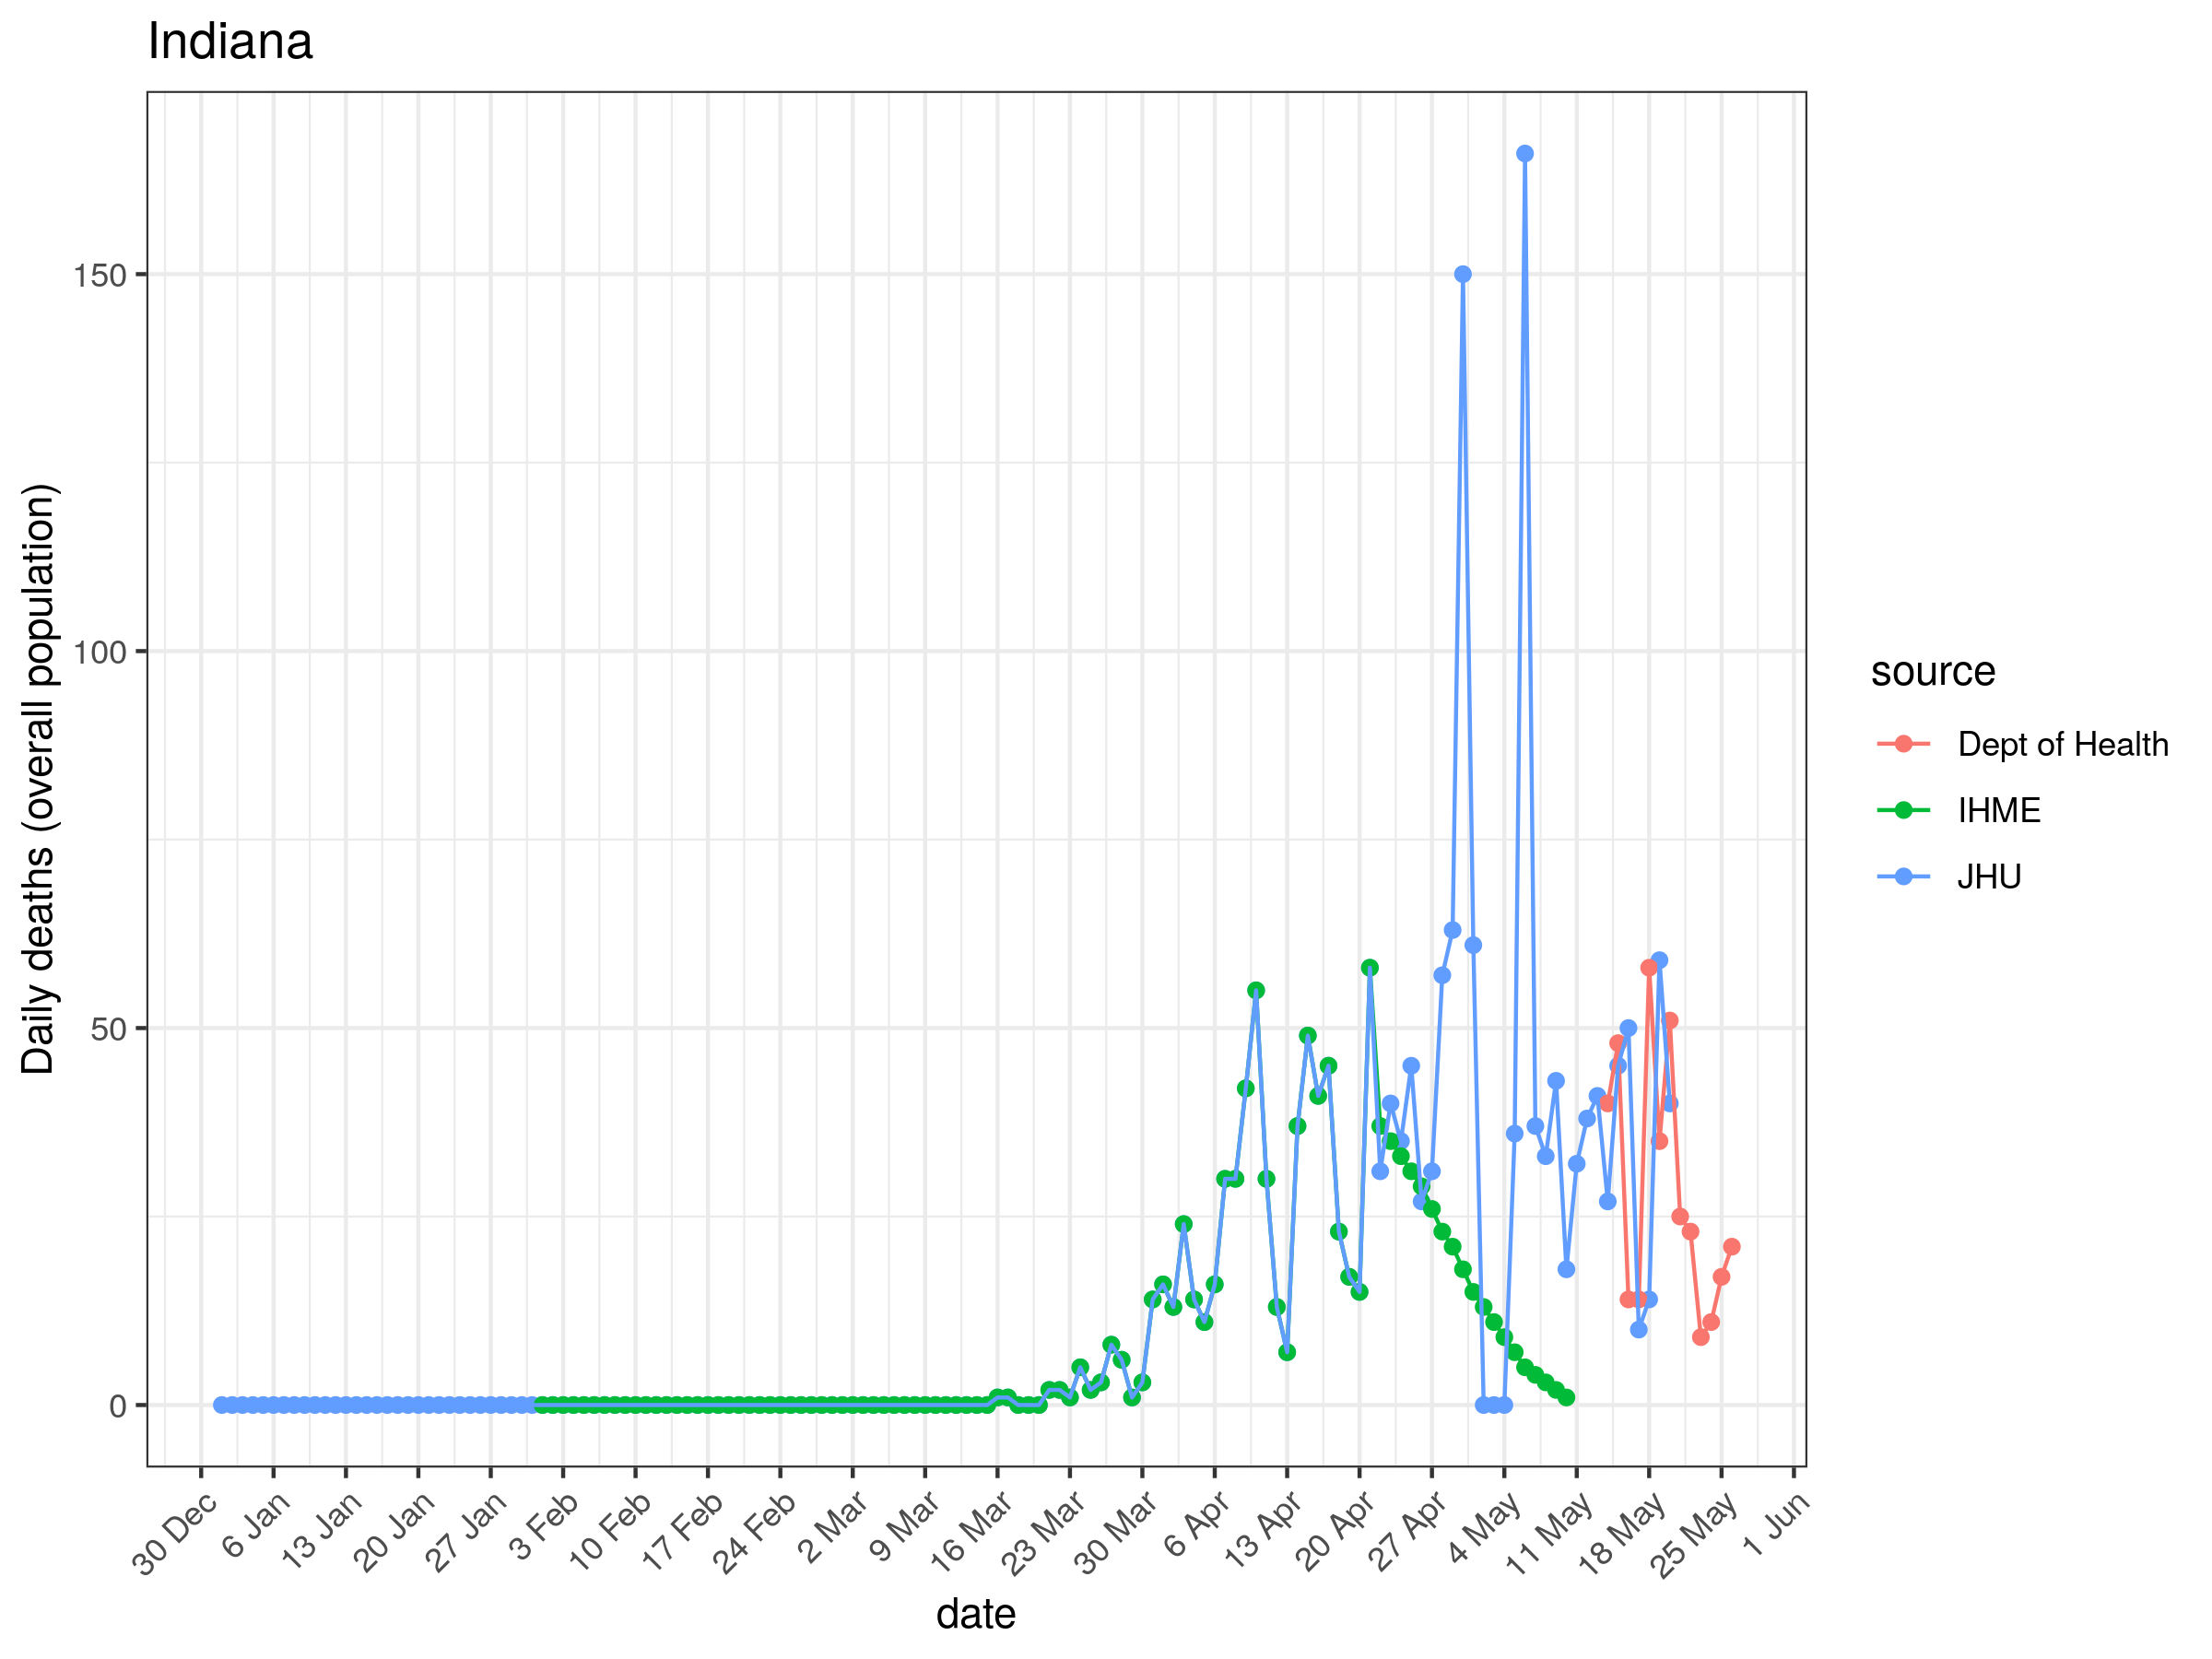 Indiana
Daily deaths (overall population)
150
100
50
0
30 Dec
6 Jan
13 Jan
20 Jan
27 Jan
3 Feb
10 Feb
17 Feb
24 Feb
2 Mar
9 Mar
16 Mar
23 Mar
30 Mar
6 Apr
13 Apr
20 Apr
27 Apr
4 May
11 May
18 May
25 May
1 Jun
date
source
Dept of Health
IHME
JHU